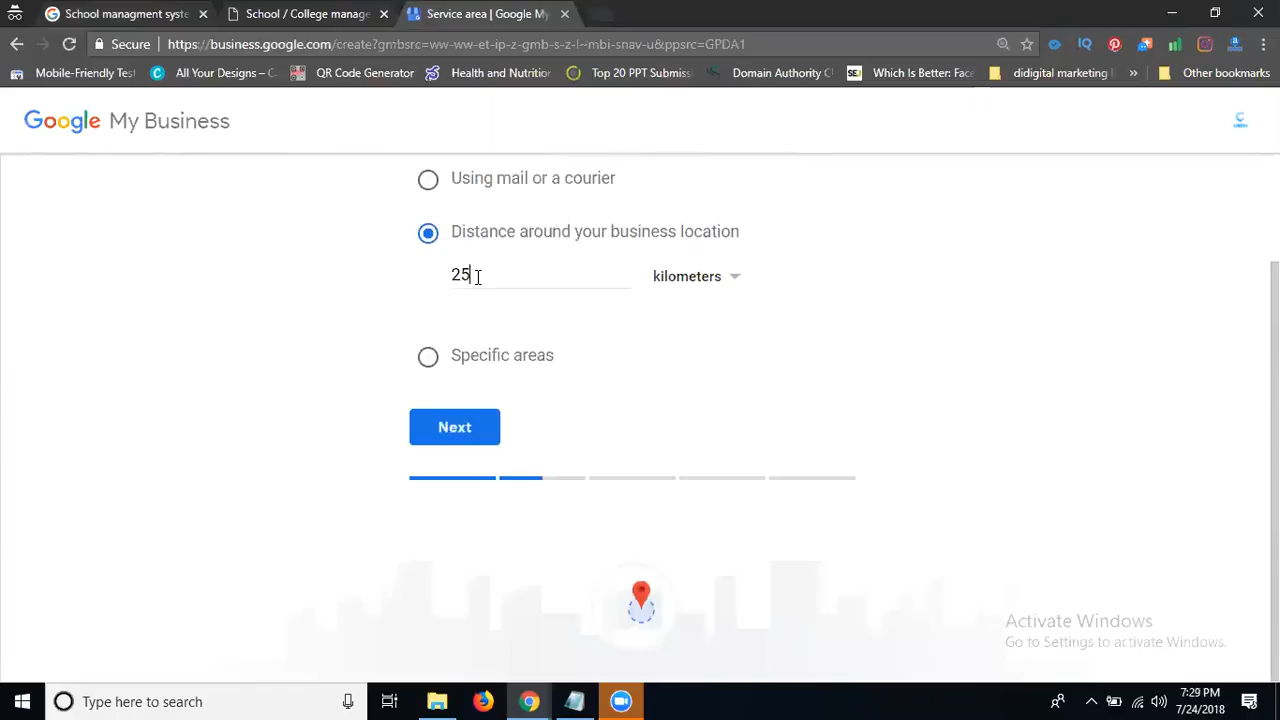 School managment syste
School / College manage
Service area | Google My
Secure
https://business.google.com/create?gmbsrc=ww-ww-et-ip-z-gmb-s-z-l~mbi-snav-u&ppsrc=GPDA1
Mobile-Friendly Test
All Your Designs – C
QR Code Generator
Health and Nutrition
Top 20 PPT Submiss
Domain Authority C
SEJ
Which Is Better: Face
didigital marketing
Other bookmarks
Google My Business
Using mail or a courier
Distance around your business location
25
kilometers
Specific areas
Next
Activate Windows
Go to Settings to activate Windows.
Type here to search
7:29 PM
7/24/2018